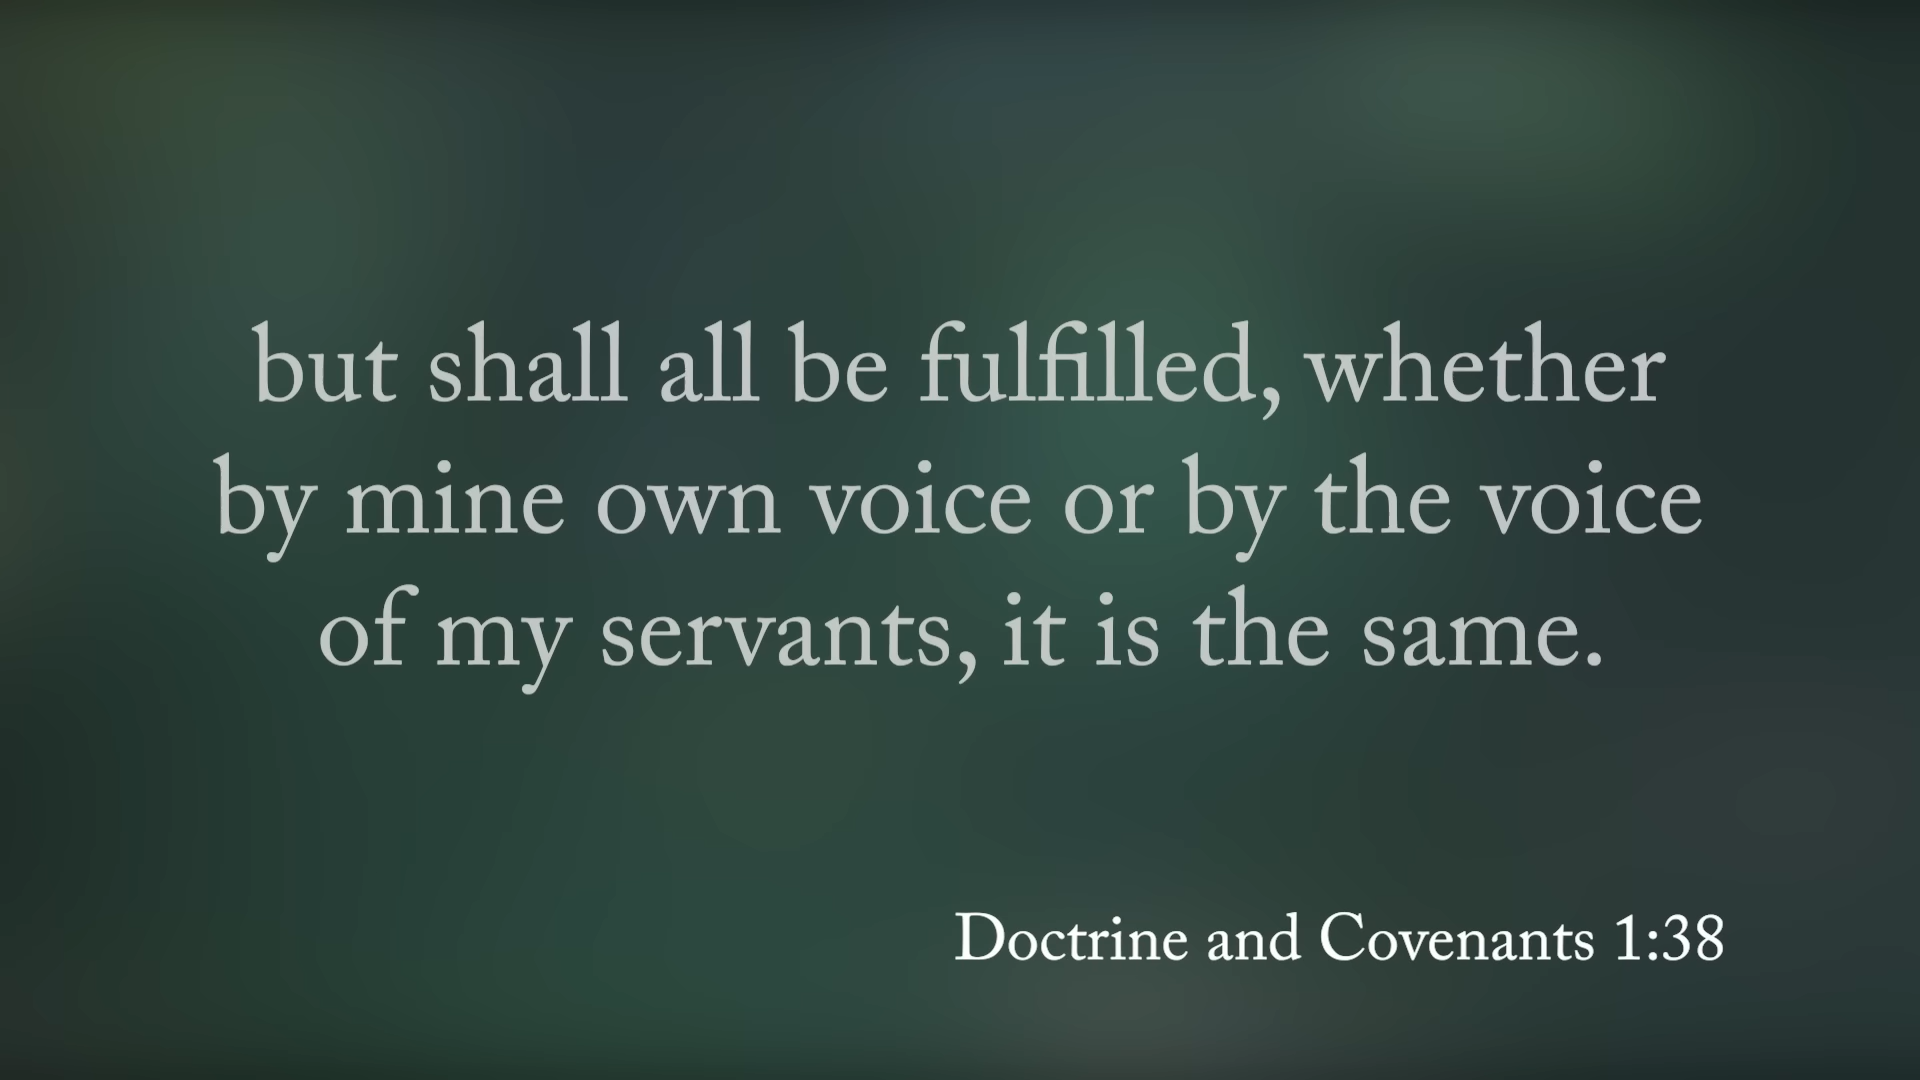 but shall all be fulfilled, whether
by mine own voice or by the voice
of my servants, it is the same.
Doctrine and Covenants 1:38